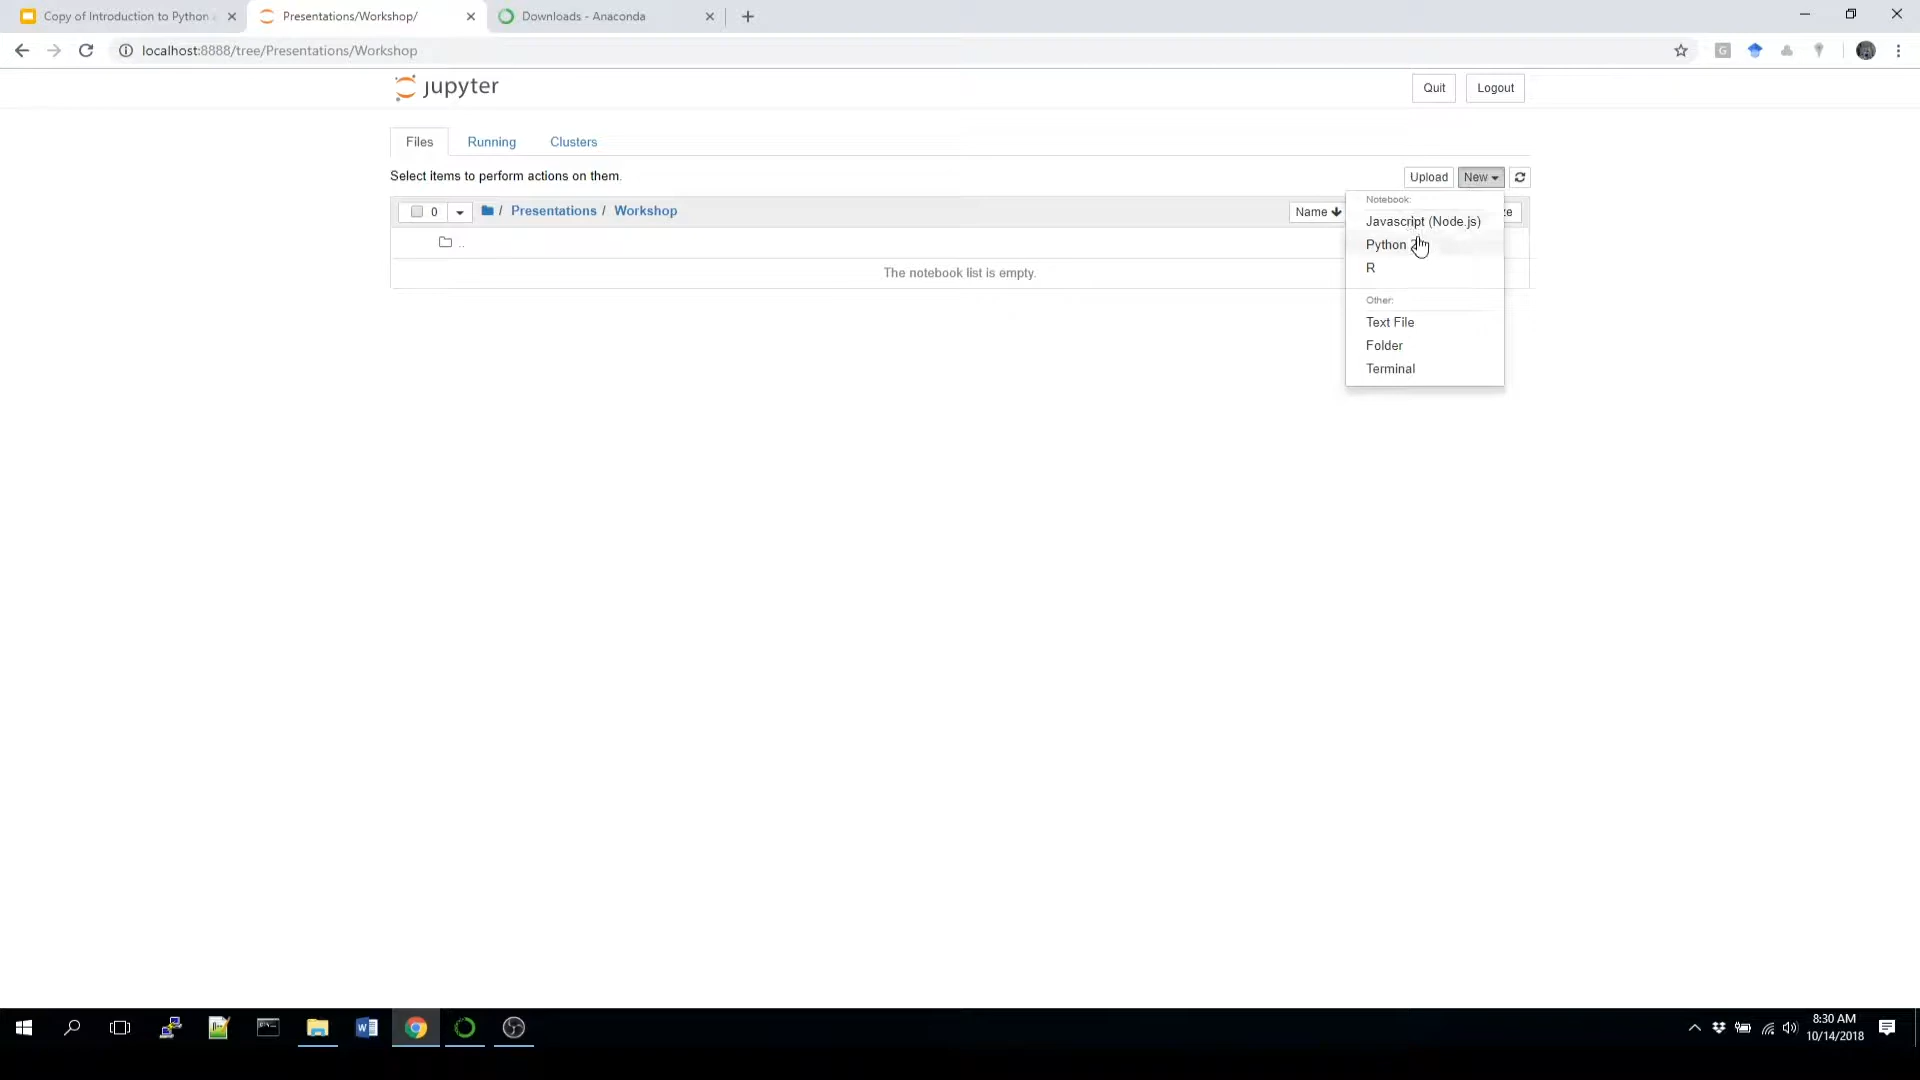 Copy of Introduction to Python
Presentations/Workshop/
Downloads - Anaconda
localhost:8888/tree/Presentations/Workshop
jupyter
Quit
Logout
Files
Running
Clusters
Select items to perform actions on them.
Upload
New
0
/ Presentations / Workshop
Name
..
The notebook list is empty.
Notebook:
Javascript (Node.js)
Python
R
Other:
Text File
Folder
Terminal
8:30 AM
10/14/2018